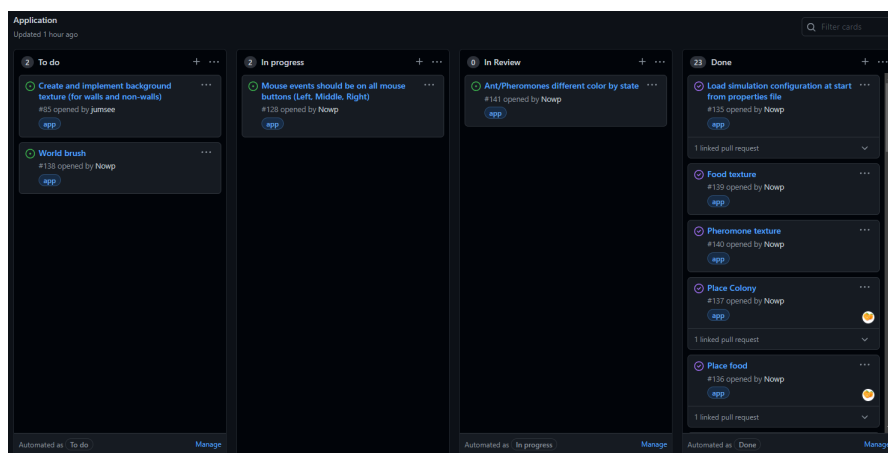 Application
Updated 1 hour ago
Filter cards
2 To do
Create and implement background
texture (for walls and non-walls)
#85 opened by jumsee
app
World brush
#138 opened by Nowp
app
Automated as To do Manage
2 In progress
Mouse events should be on all mouse
buttons (Left, Middle, Right)
#128 opened by Nowp
app
0 In Review
Ant/Pheromones different color by state
#141 opened by Nowp
app
Automated as In progress Manage
23 Done
Load simulation configuration at start
from properties file
#135 opened by Nowp
app
1 linked pull request
Food texture
#139 opened by Nowp
app
Pheromone texture
#140 opened by Nowp
app
Place Colony
#137 opened by Nowp
app
1 linked pull request
Place food
#136 opened by Nowp
app
1 linked pull request
Automated as Done Manage